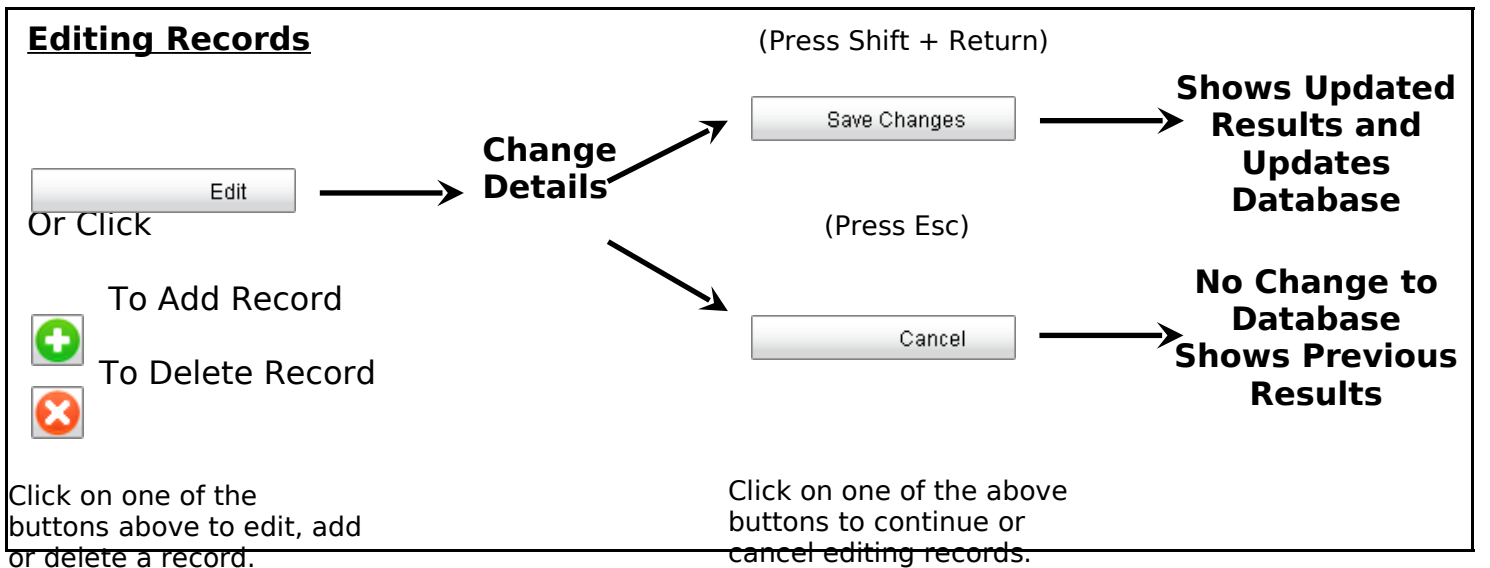 Editing Records
(Press Shift + Return)
Save Changes
Shows Updated
Results and
Updates
Database
Change
Details
Edit
Or Click
(Press Esc)
To Add Record
To Delete Record
Cancel
No Change to
Database
Shows Previous
Results
Click on one of the
buttons above to edit, add
or delete a record.
Click on one of the above
buttons to continue or
cancel editing records.